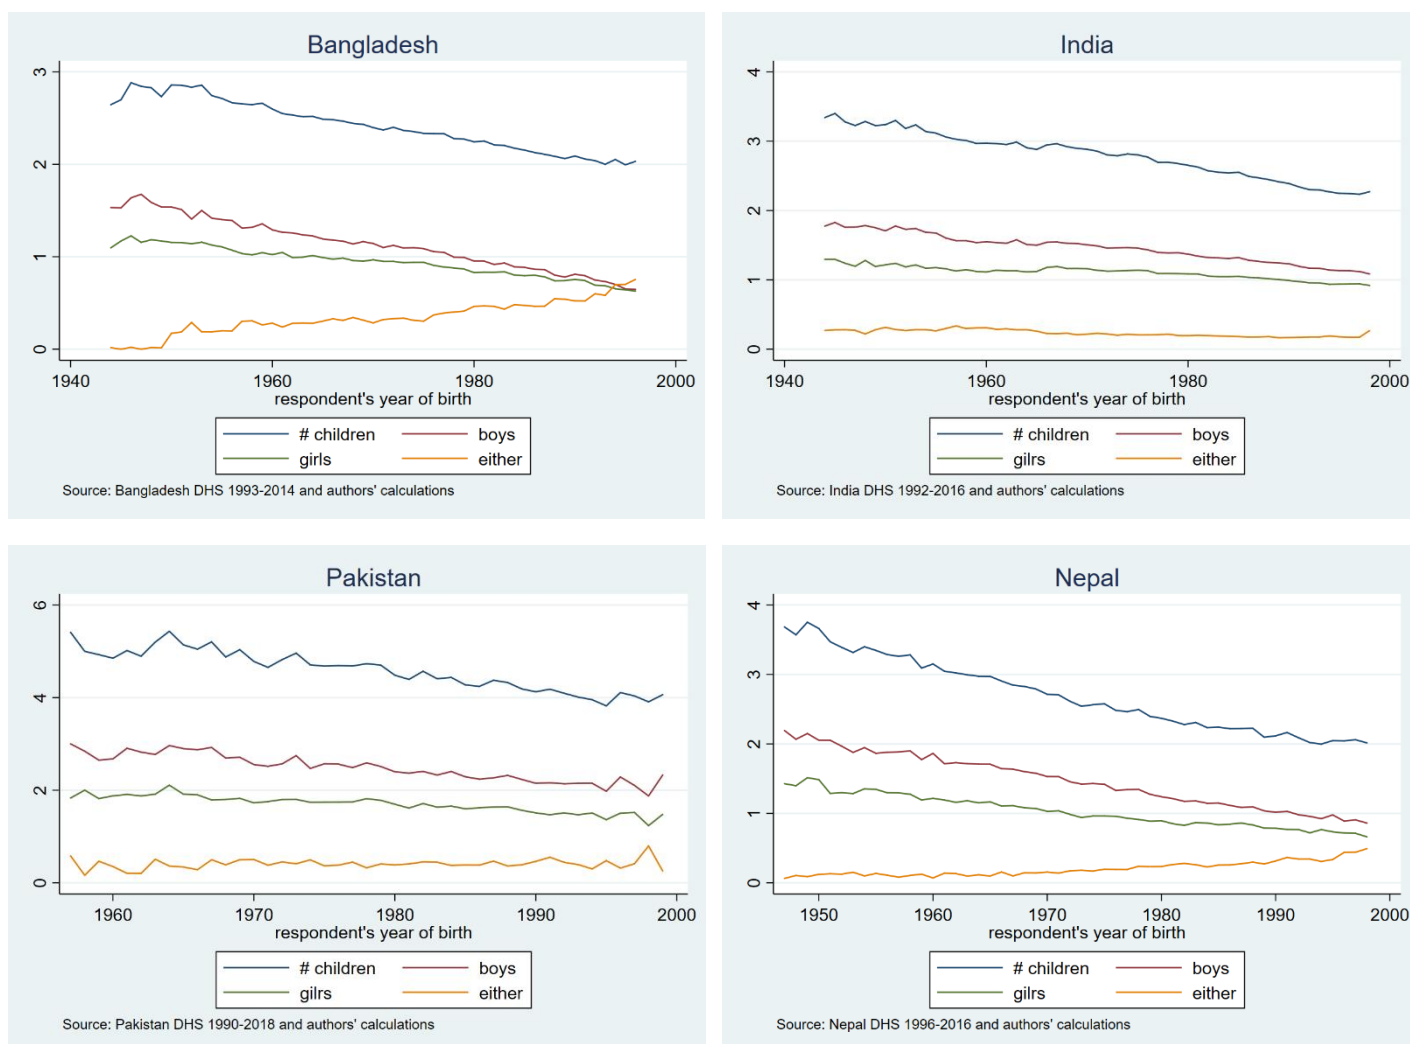 Bangladesh
3
2
1
0
1940 1960 1980 2000
respondent's year of birth
# children boys
girls either
Source: Bangladesh DHS 1993-2014 and authors' calculations
India
4
3
2
1
0
1940 1960 1980 2000
respondent's year of birth
# children boys
gilrs either
Source: India DHS 1992-2016 and authors' calculations
Pakistan
6
4
2
0
1960 1970 1980 1990 2000
respondent's year of birth
# children boys
gilrs either
Source: Pakistan DHS 1990-2018 and authors' calculations
Nepal
4
3
2
1
0
1950 1960 1970 1980 1990 2000
respondent's year of birth
# children boys
gilrs either
Source: Nepal DHS 1996-2016 and authors' calculations